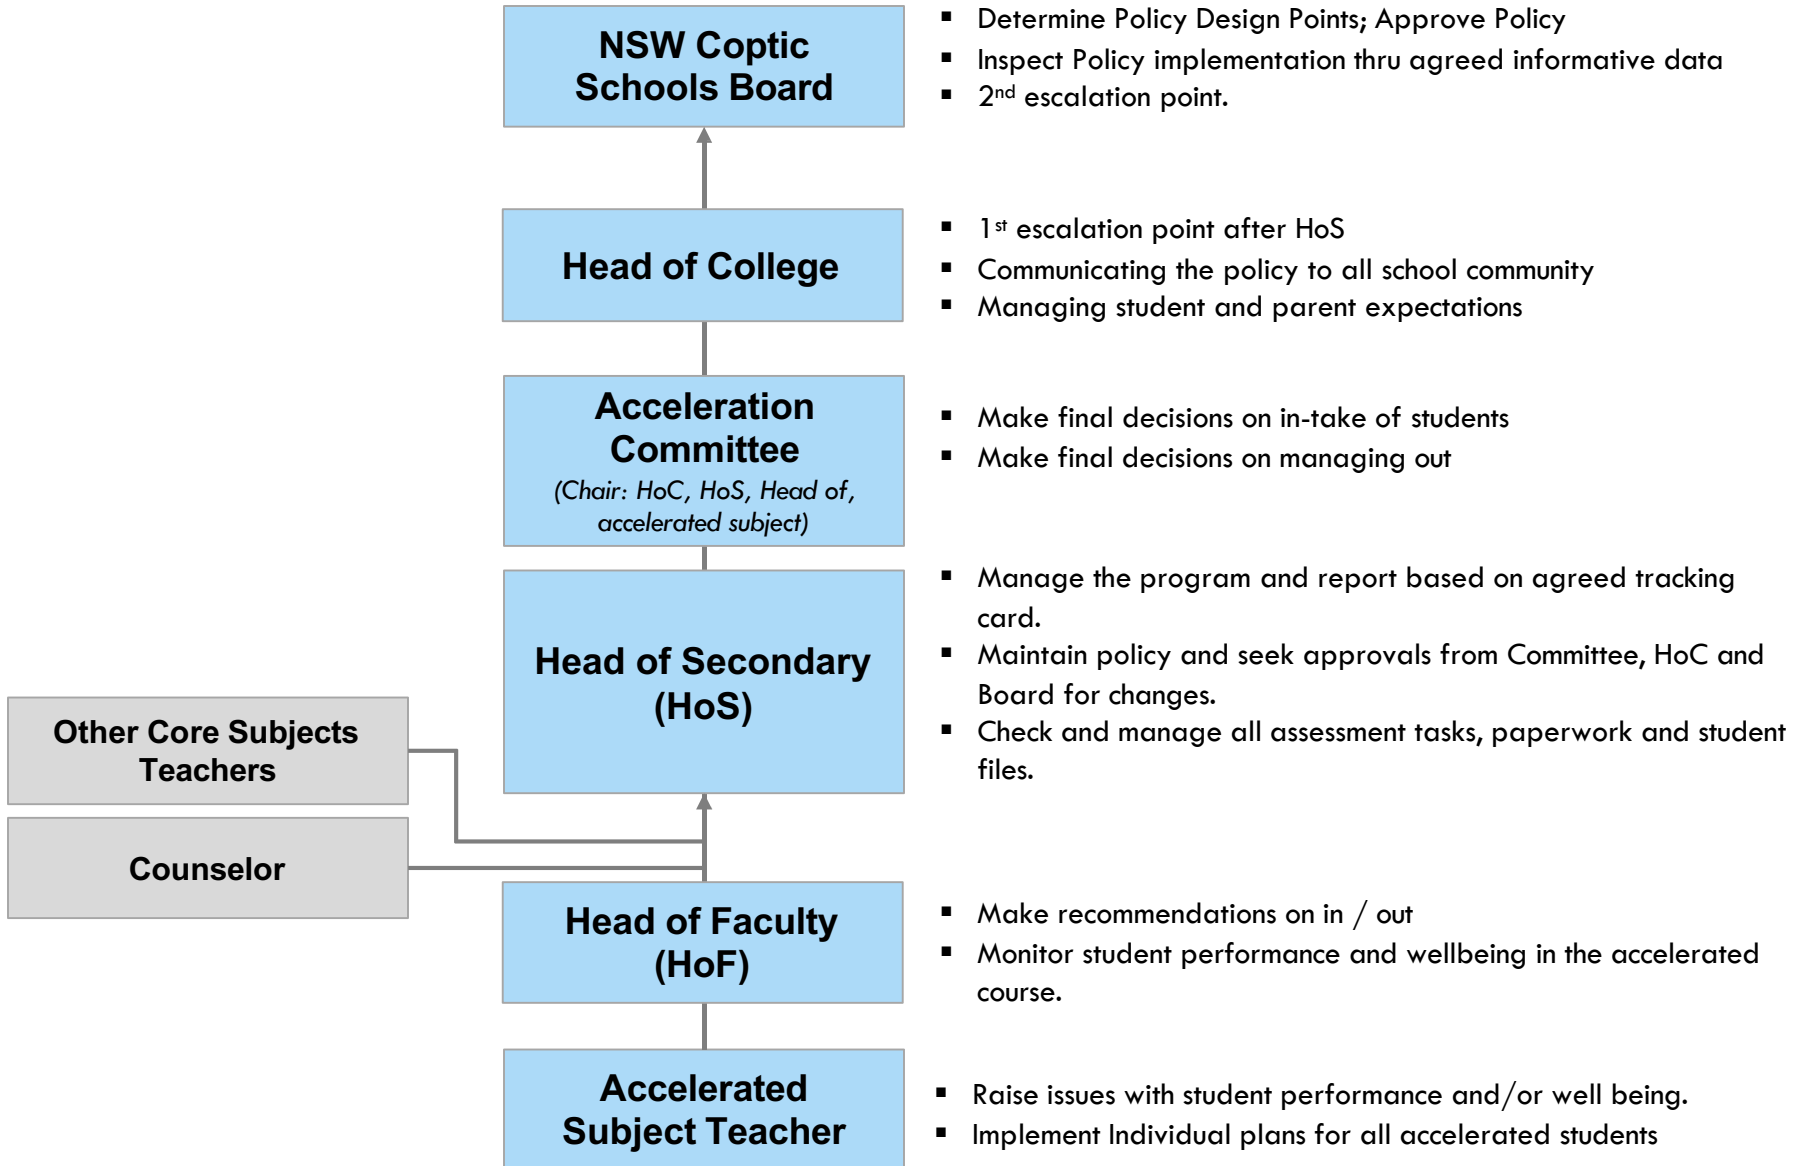 NSW Coptic
Schools Board
▪ Determine Policy Design Points; Approve Policy
▪ Inspect Policy implementation thru agreed informative data
▪ 2nd escalation point.
Head of College
▪ 1st escalation point after HoS
▪ Communicating the policy to all school community
▪ Managing student and parent expectations
Acceleration
Committee
(Chair: HoC, HoS, Head of,
accelerated subject)
▪ Make final decisions on in-take of students
▪ Make final decisions on managing out
Head of Secondary
(HoS)
▪ Manage the program and report based on agreed tracking
card.
▪ Maintain policy and seek approvals from Committee, HoC and
Board for changes.
▪ Check and manage all assessment tasks, paperwork and student
files.
Other Core Subjects
Teachers
Counselor
Head of Faculty
(HoF)
▪ Make recommendations on in / out
▪ Monitor student performance and wellbeing in the accelerated
course.
Accelerated
Subject Teacher
▪ Raise issues with student performance and/or well being.
▪ Implement Individual plans for all accelerated students